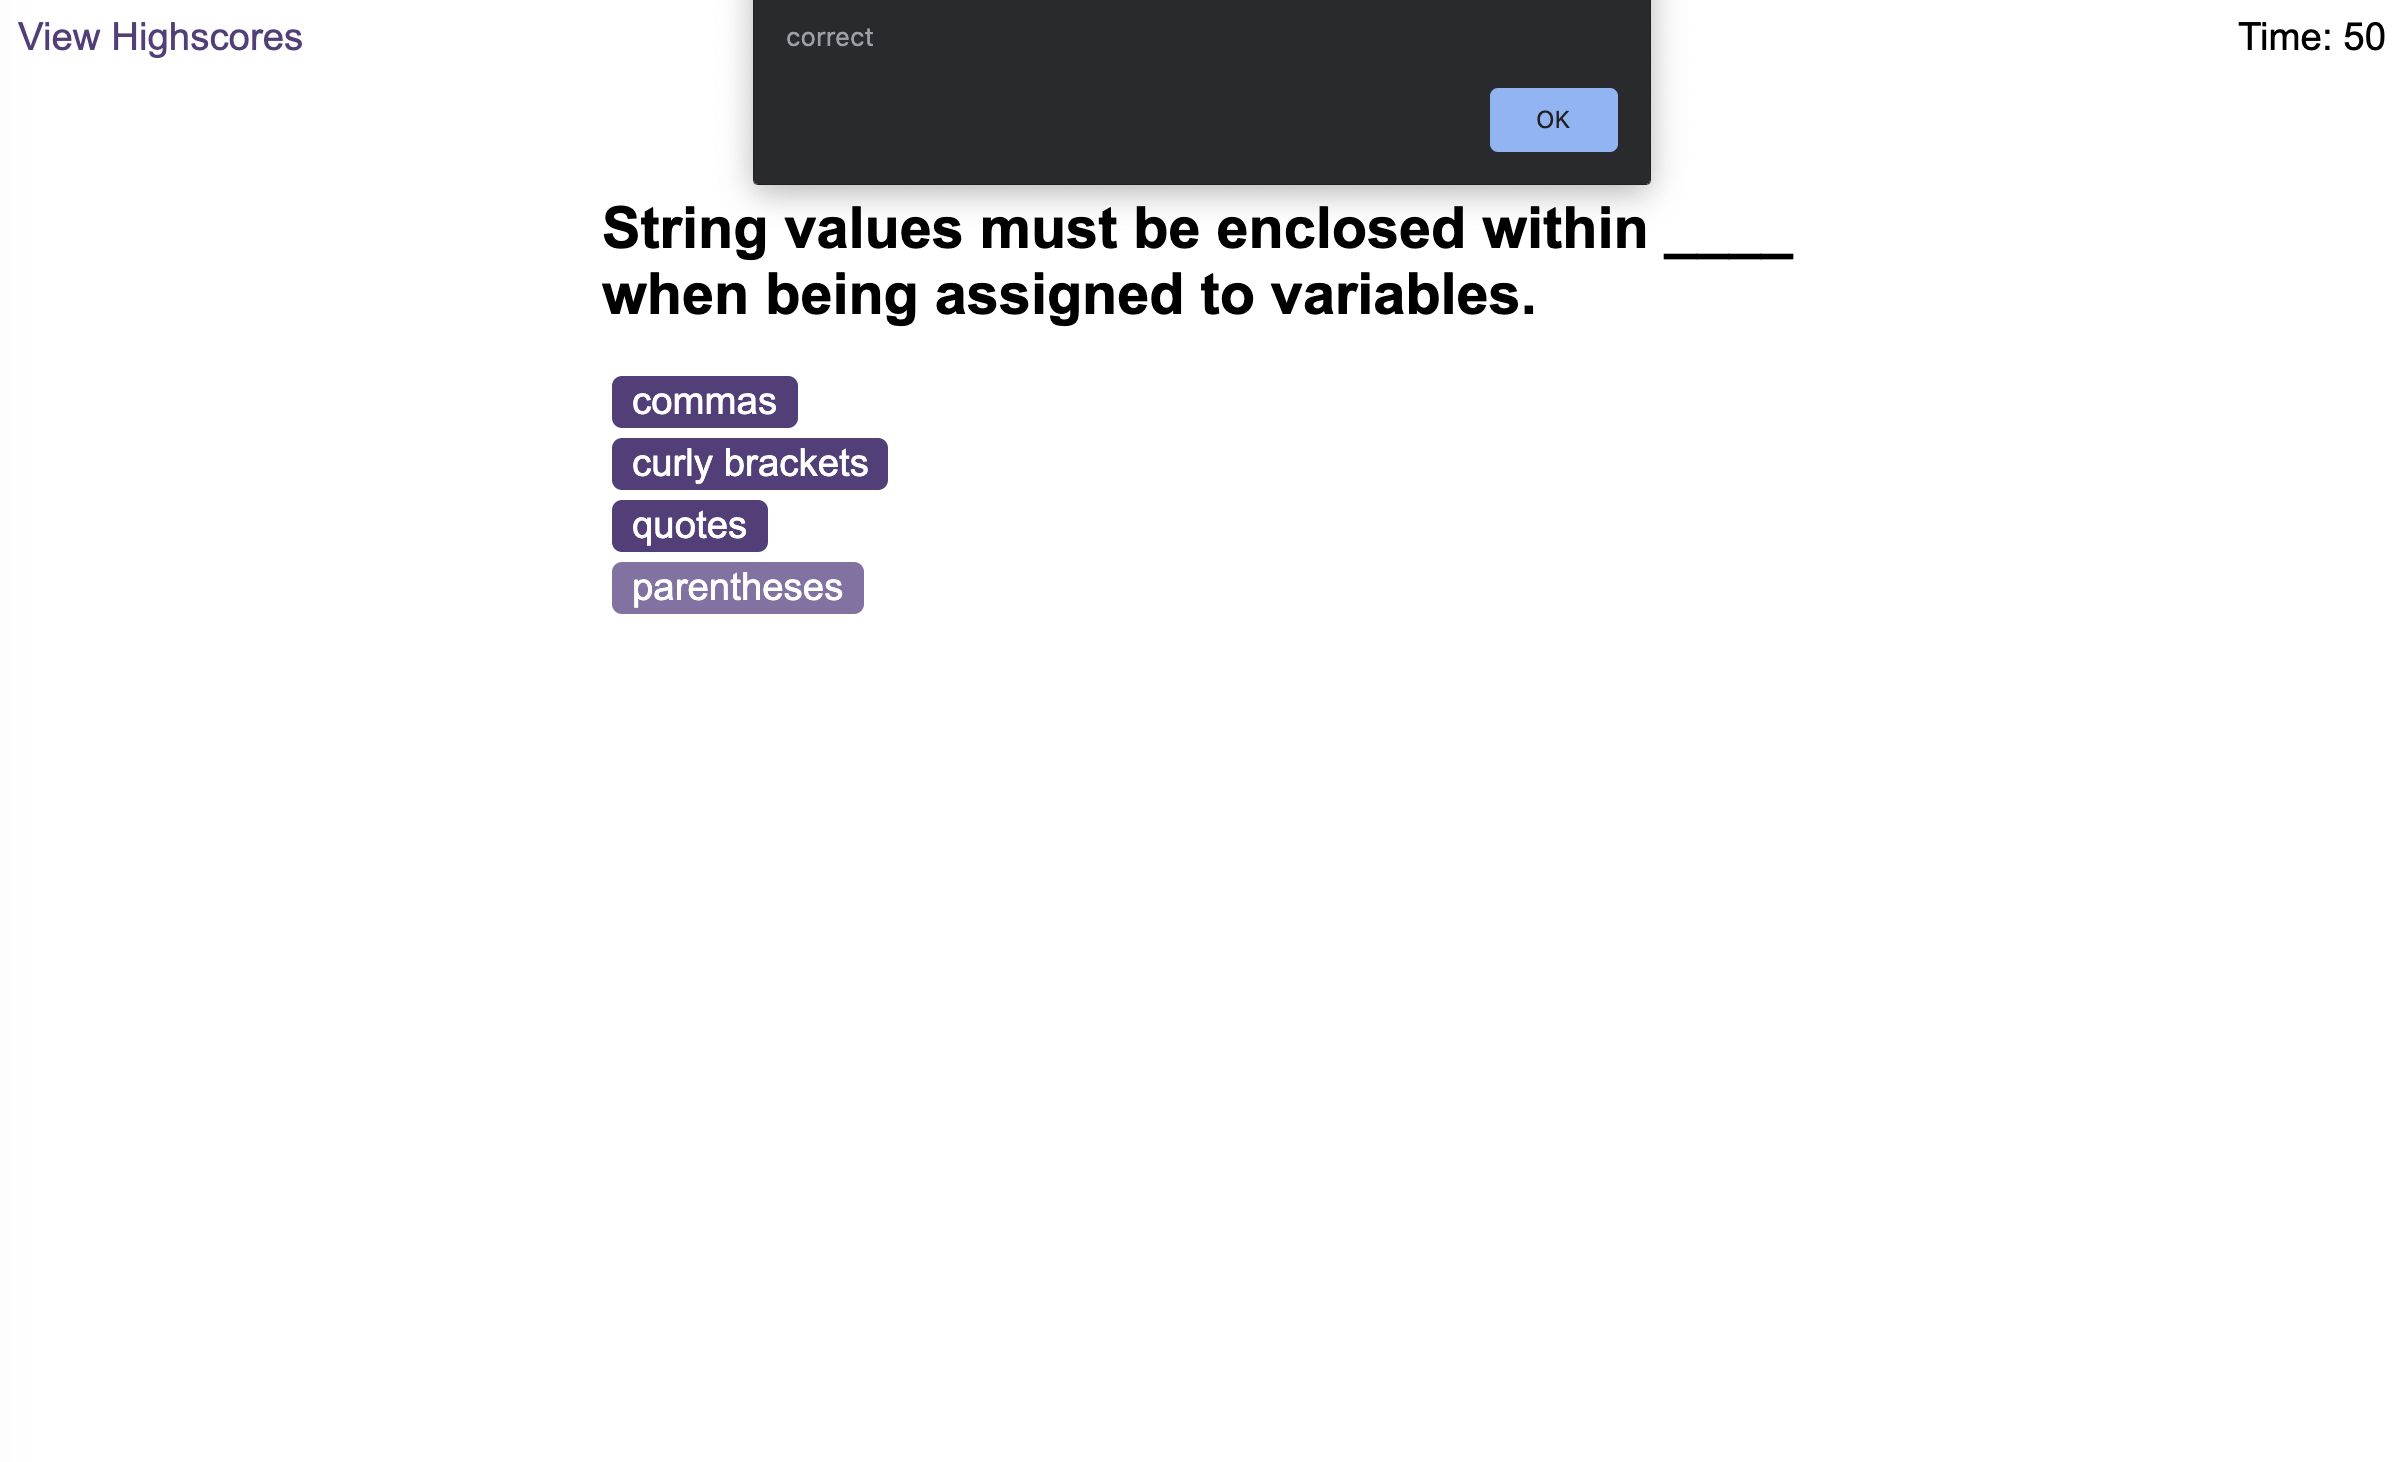 View Highscores
correct
Time: 50
OK
String values must be enclosed within ____
when being assigned to variables.
commas
curly brackets
quotes
parentheses